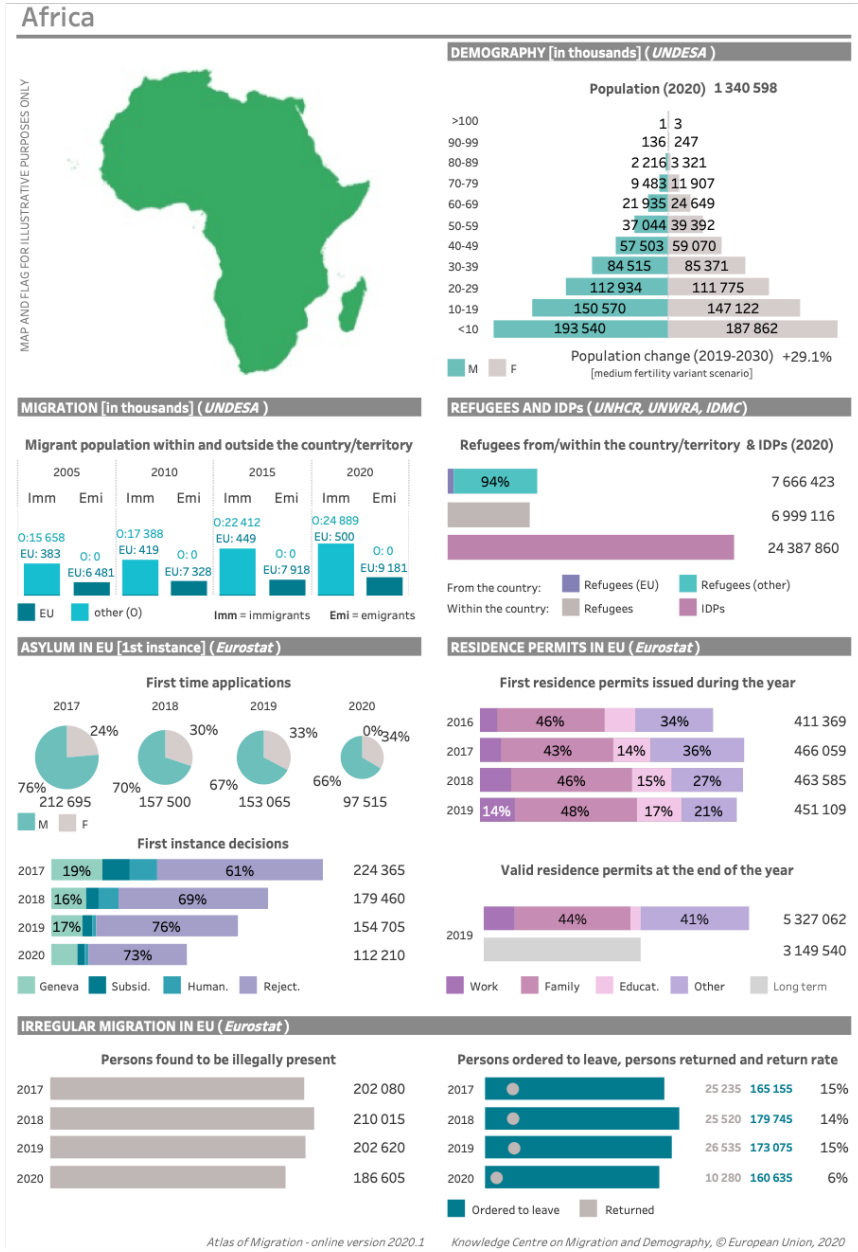 Africa
MAP AND FLAG FOR ILLUSTRATIVE PURPOSES ONLY
DEMOGRAPHY [in thousands] (UNDESA )
Population (2020) 1 340 598
>100 1 3
90-99 136 247
80-89 2 216 3 321
70-79 9 483 11 907
60-69 21 935 24 649
50-59 37 044 39 392
40-49 57 503 59 070
30-39 84 515 85 371
20-29 112 934 111 775
10-19 150 570 147 122
<10 193 540 187 862
M F
Population change (2019-2030) +29.1%
[medium fertility variant scenario]
MIGRATION [in thousands] (UNDESA )
Migrant population within and outside the country/territory
2005 2010 2015 2020
Imm Emi Imm Emi Imm Emi Imm Emi
O:15 658 O: 0 O:17 388 O: 0 O:22 412 O: 0 O:24 889 O: 0
EU: 383 EU:6 481 EU: 419 EU:7 328 EU: 449 EU:7 918 EU: 500 EU:9 181
EU other (O) Imm = immigrants Emi = emigrants
REFUGEES AND IDPs (UNHCR, UNWRA, IDMC)
Refugees from/within the country/territory & IDPs (2020)
94% 7 666 423
6 999 116
24 387 860
From the country: Refugees (EU) Refugees (other)
Within the country: Refugees IDPs
ASYLUM IN EU [1st instance] (Eurostat )
First time applications
2017 2018 2019 2020
24% 30% 33% 0% 34%
76% 70% 67% 66%
212 695 157 500 153 065 97 515
M F
First instance decisions
2017 19% 61% 224 365
2018 16% 69% 179 460
2019 17% 76% 154 705
2020 73% 112 210
Geneva Subsid. Human. Reject.
RESIDENCE PERMITS IN EU (Eurostat )
First residence permits issued during the year
2016 46% 34% 411 369
2017 43% 14% 36% 466 059
2018 46% 15% 27% 463 585
2019 14% 48% 17% 21% 451 109
Valid residence permits at the end of the year
44% 41% 5 327 062
2019
3 149 540
Work Family Educat. Other Long term
IRREGULAR MIGRATION IN EU ( Eurostat )
Persons found to be illegally present
2017 202 080
2018 210 015
2019 202 620
2020 186 605
Persons ordered to leave, persons returned and return rate
2017 25 235 165 155 15%
2018 25 520 179 745 14%
2019 26 535 173 075 15%
2020 10 280 160 635 6%
Ordered to leave Returned
Atlas of Migration - online version 2020.1 Knowledge Centre on Migration and Demography, © European Union, 2020